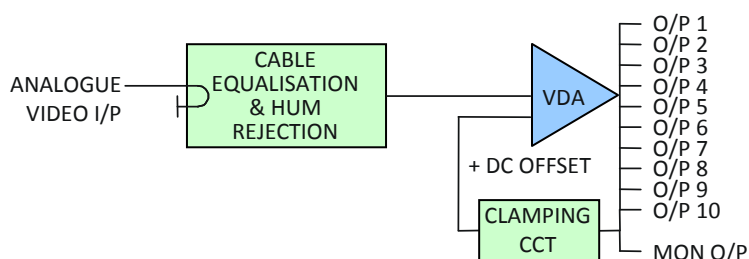 ANALOGUE
VIDEO I/P
CABLE
EQUALISATION
& HUM
REJECTION
VDA
+ DC OFFSET
CLAMPING
CCT
O/P 1
O/P 2
O/P 3
O/P 4
O/P 5
O/P 6
O/P 7
O/P 8
O/P 9
O/P 10
MON O/P